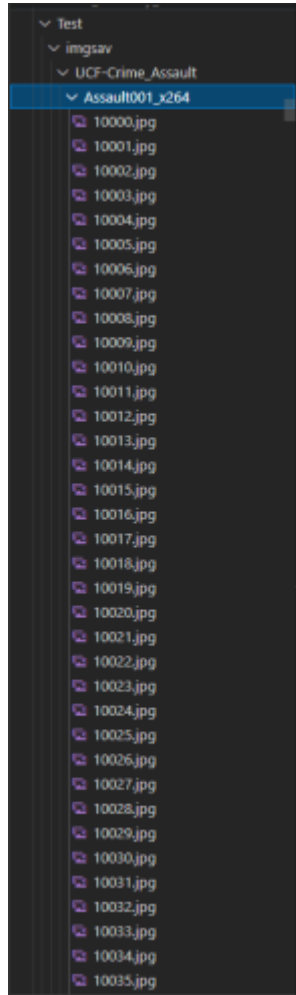 Test
imgsav
UCF-Crime_Assault
Assault001_x264
10000.jpg
10001.jpg
10002.jpg
10003.jpg
10004.jpg
10005.jpg
10006.jpg
10007.jpg
10008.jpg
10009.jpg
10010.jpg
10011.jpg
10012.jpg
10013.jpg
10014.jpg
10015.jpg
10016.jpg
10017.jpg
10018.jpg
10019.jpg
10020.jpg
10021.jpg
10022.jpg
10023.jpg
10024.jpg
10025.jpg
10026.jpg
10027.jpg
10028.jpg
10029.jpg
10030.jpg
10031.jpg
10032.jpg
10033.jpg
10034.jpg
10035.jpg